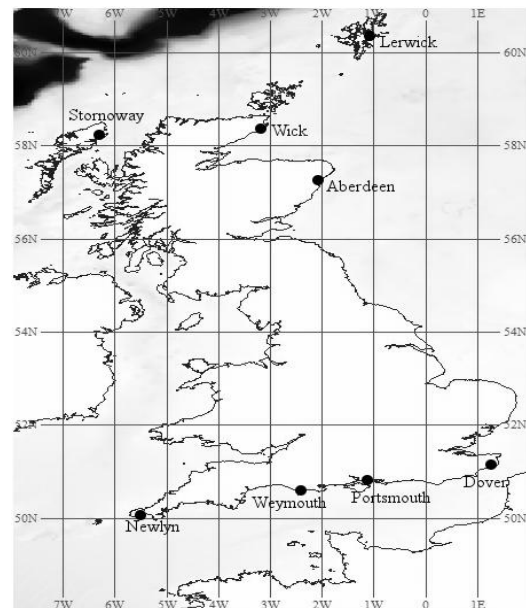 7W 6W 5W 4W 3W 2W 1W 0 1E
60N 60N
Lerwick
Stornoway
Wick
58N 58N
Aberdeen
56N 56N
54N 54N
52N 52N
Weymouth Portsmouth Dover
50N 50N
Newlyn
7W 6W 5W 4W 3W 2W 1W 0 1E